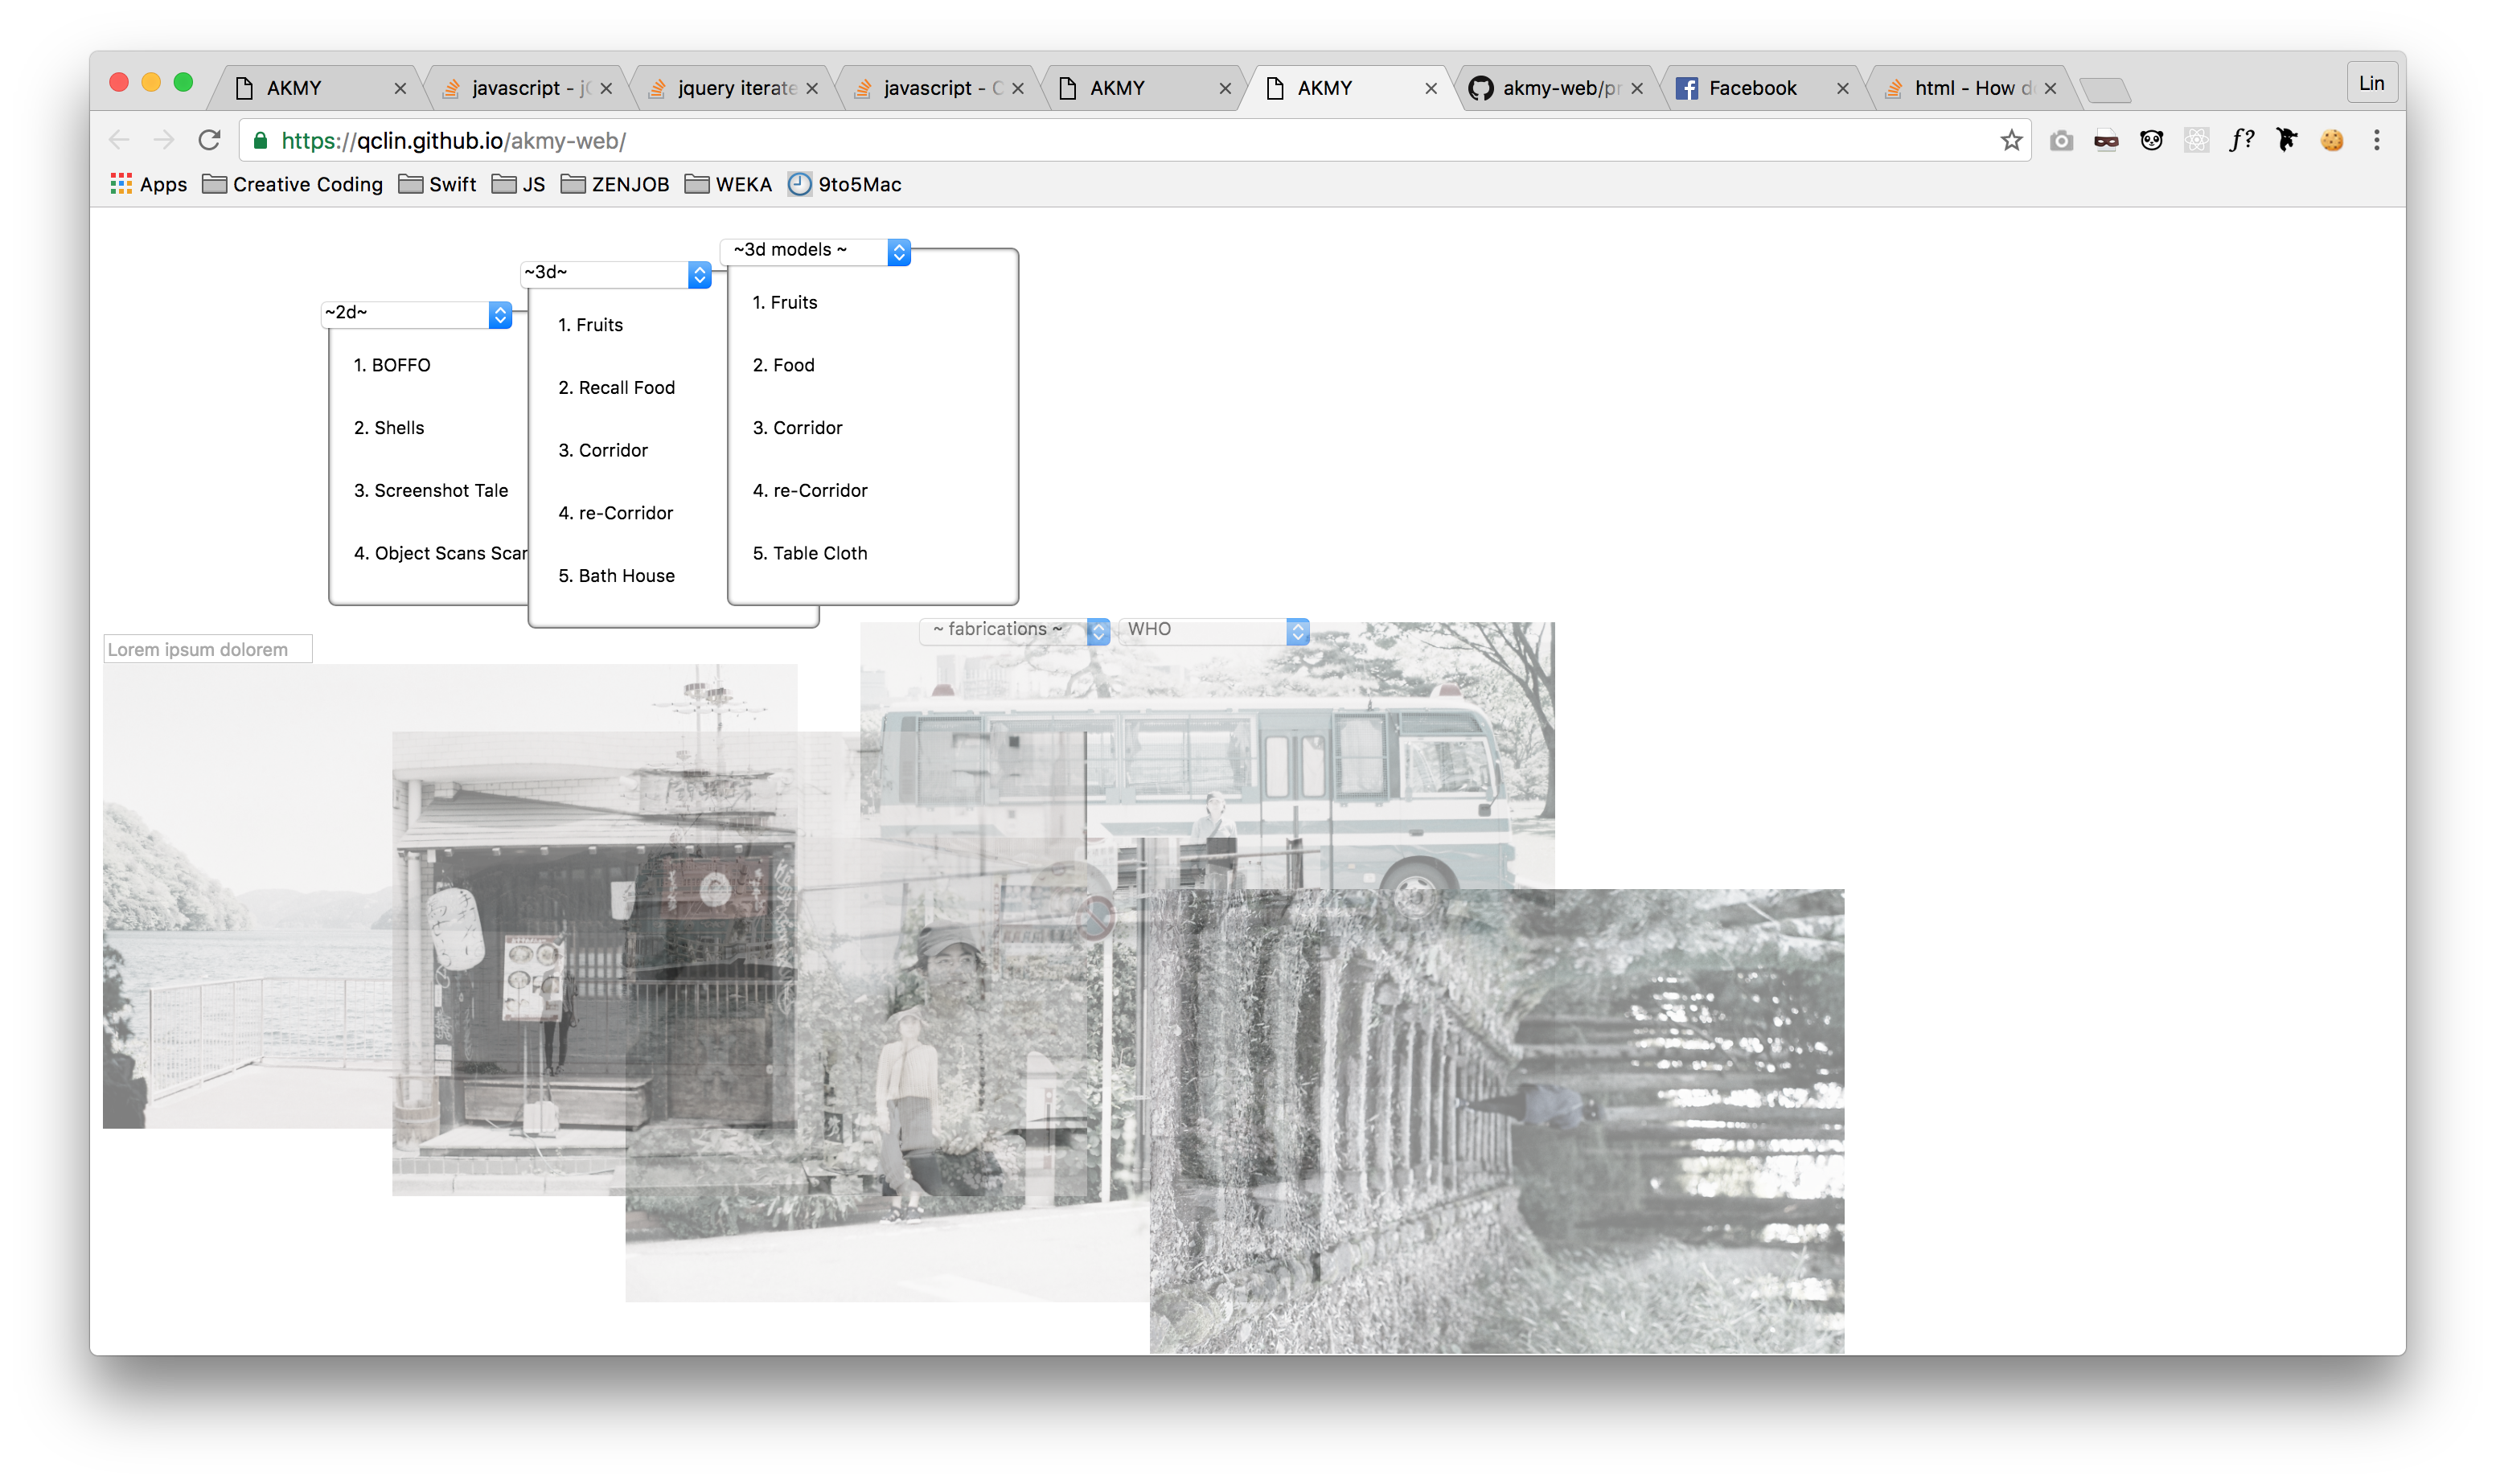 AKMY
javascript - j
jquery iterate
javascript -
AKMY
AKMY
akmy-web/pr
Facebook
html - How d
Lin
https://qclin.github.io/akmy-web/
f?
Apps
Creative Coding
Swift
JS
ZENJOB
WEKA
9to5Mac
~2d~
1. BOFFO
2. Shells
3. Screenshot Tale
4. Object Scans Scan
~3d~
1. Fruits
2. Recall Food
3. Corridor
4. re-Corridor
5. Bath House
~3d models ~
1. Fruits
2. Food
3. Corridor
4. re-Corridor
5. Table Cloth
~ fabrications ~
WHO
Lorem ipsum dolorem